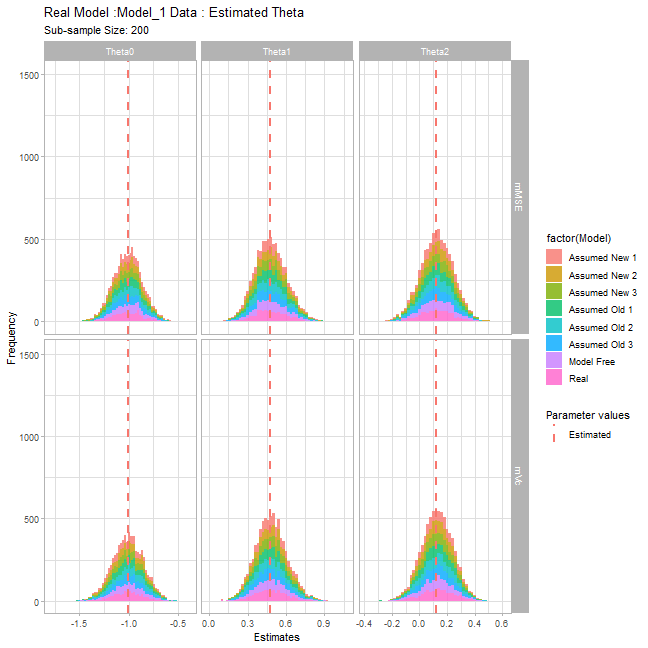 Real Model :Model_1 Data : Estimated Theta
Sub-sample Size: 200
Theta0 Theta1 Theta2
1500
1000
500
0
mMSE
1500
1000
500
0
mVc
Frequency
-1.5 -1.0 -0.5 0.0 0.3 0.6 0.9 -0.4 -0.2 0.0 0.2 0.4 0.6
Estimates
factor(Model)
Assumed New 1
Assumed New 2
Assumed New 3
Assumed Old 1
Assumed Old 2
Assumed Old 3
Model Free
Real
Parameter values
Estimated